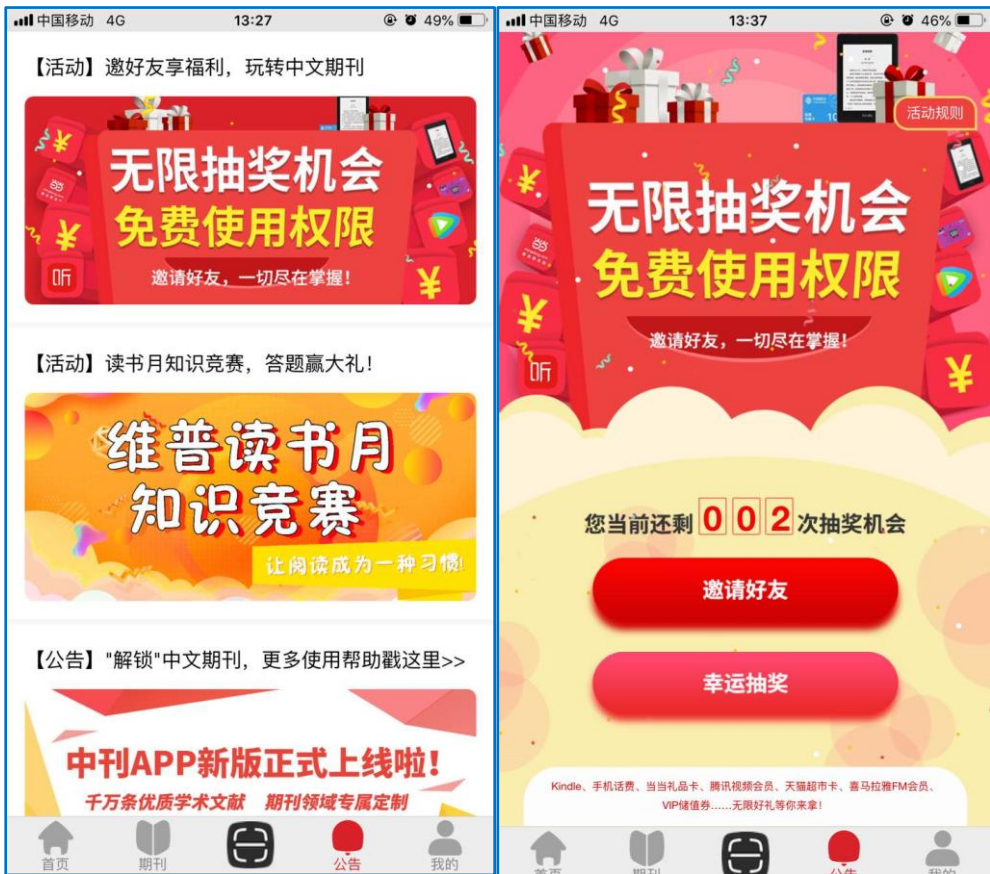 中国移动 4G 13:27 49%
【活动】邀好友享福利，玩转中文期刊
无限抽奖机会
免费使用权限
邀请好友，一切尽在掌握！
听
【活动】读书月知识竞赛，答题赢大礼！
维普读书月
知识竞赛
让阅读成为一种习惯!
【公告】"解锁"中文期刊，更多使用帮助戳这里>>
中刊APP新版正式上线啦！
千万条优质学术文献 期刊领域专属定制
首页 期刊 公告 我的
中国移动 4G 13:37 46%
活动规则
无限抽奖机会
免费使用权限
邀请好友，一切尽在掌握！
听
您当前还剩 0 0 2 次抽奖机会
邀请好友
幸运抽奖
Kindle、手机话费、当当礼品卡、腾讯视频会员、天猫超市卡、喜马拉雅FM会员、
VIP储值券……无限好礼等你来拿！
首页 期刊 公告 我的